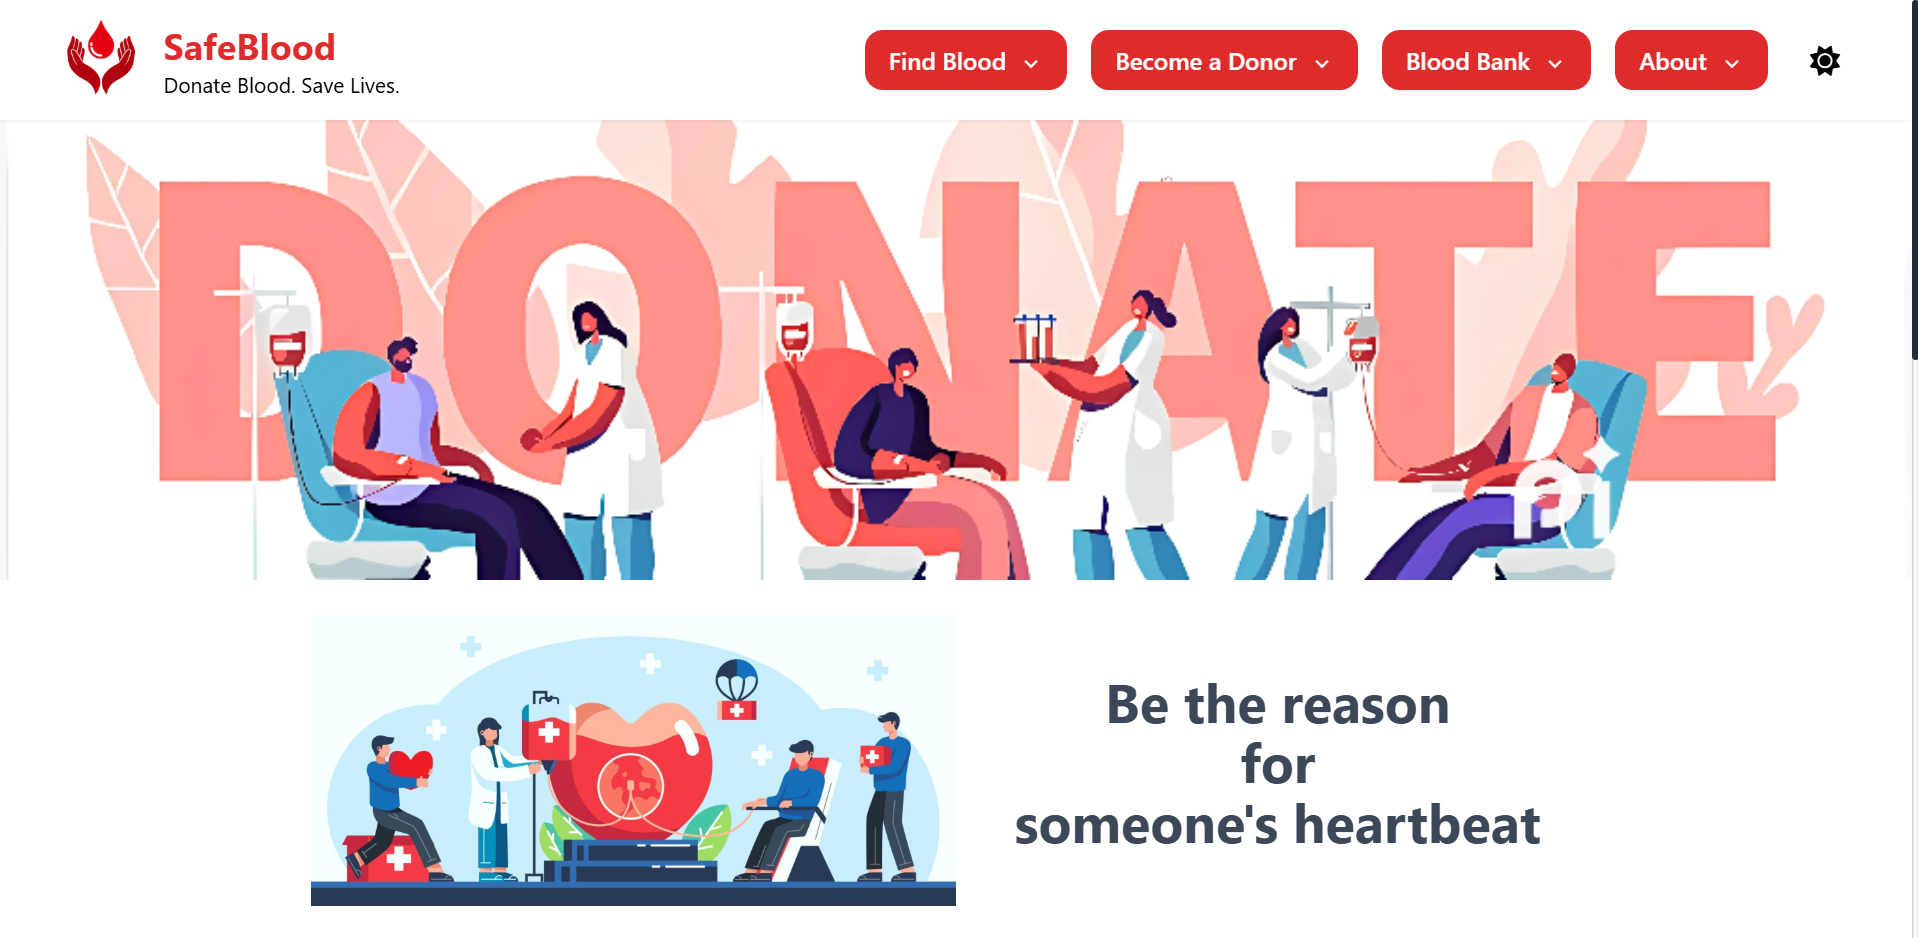 SafeBlood
Donate Blood. Save Lives.
Find Blood
Become a Donor
Blood Bank
About
DONATE
Be the reason
for
someone's heartbeat